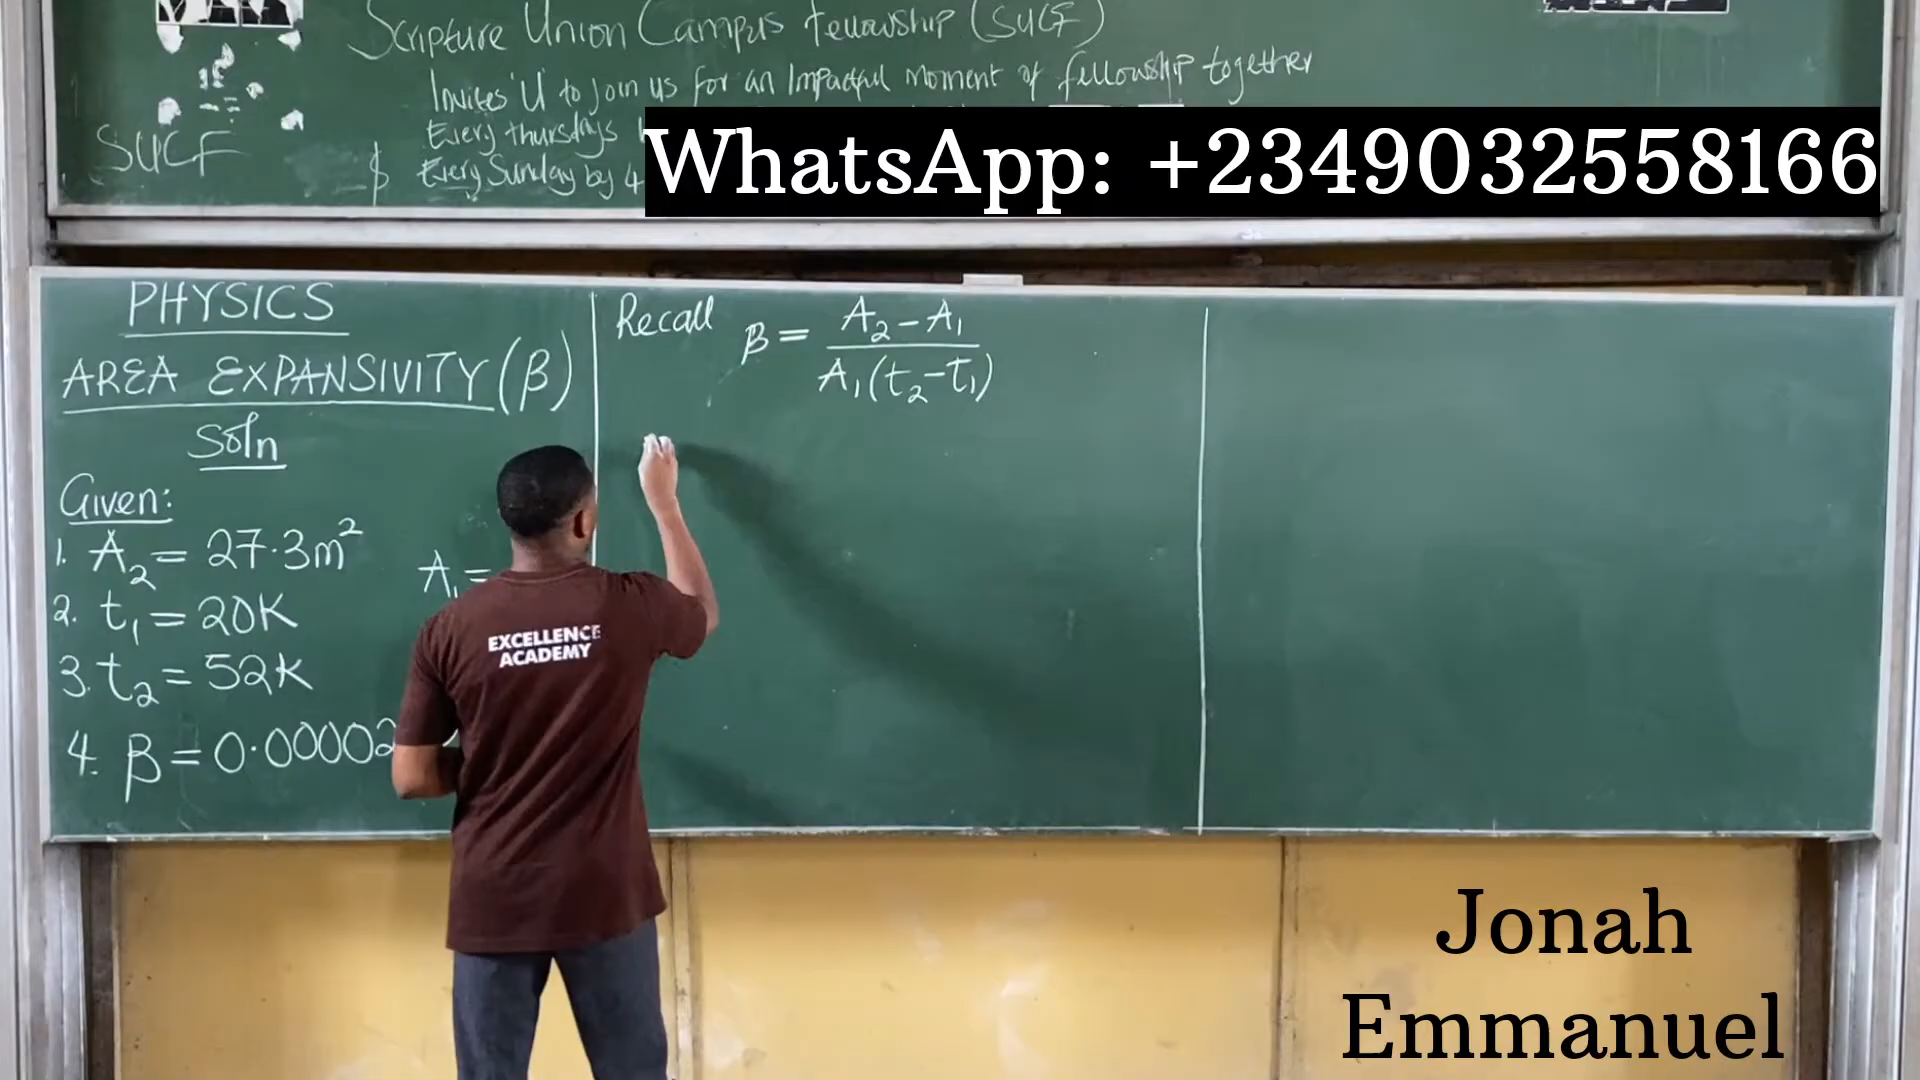 Scripture Union Campus Fellowship (SUCF)
Invites 'U' to join us for an Impactful Moment of fellowship together
Every thursdays
SUCF
Every Sunday by 4
WhatsApp: +2349032558166
PHYSICS
AREA EXPANSIVITY (β)
Soln
Given:
1. A₂ = 27.3m²
A₁ =
2. t₁ = 20K
3. t₂ = 52K
4. β = 0.00002
Recall β = A₂ - A₁
A₁(t₂ - t₁)
EXCELLENCE
ACADEMY
Jonah
Emmanuel